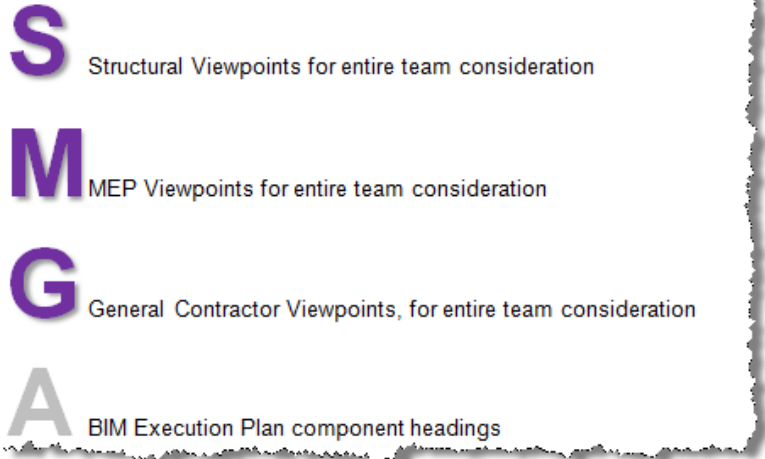 S Structural Viewpoints for entire team consideration
M MEP Viewpoints for entire team consideration
G General Contractor Viewpoints, for entire team consideration
A BIM Execution Plan component headings